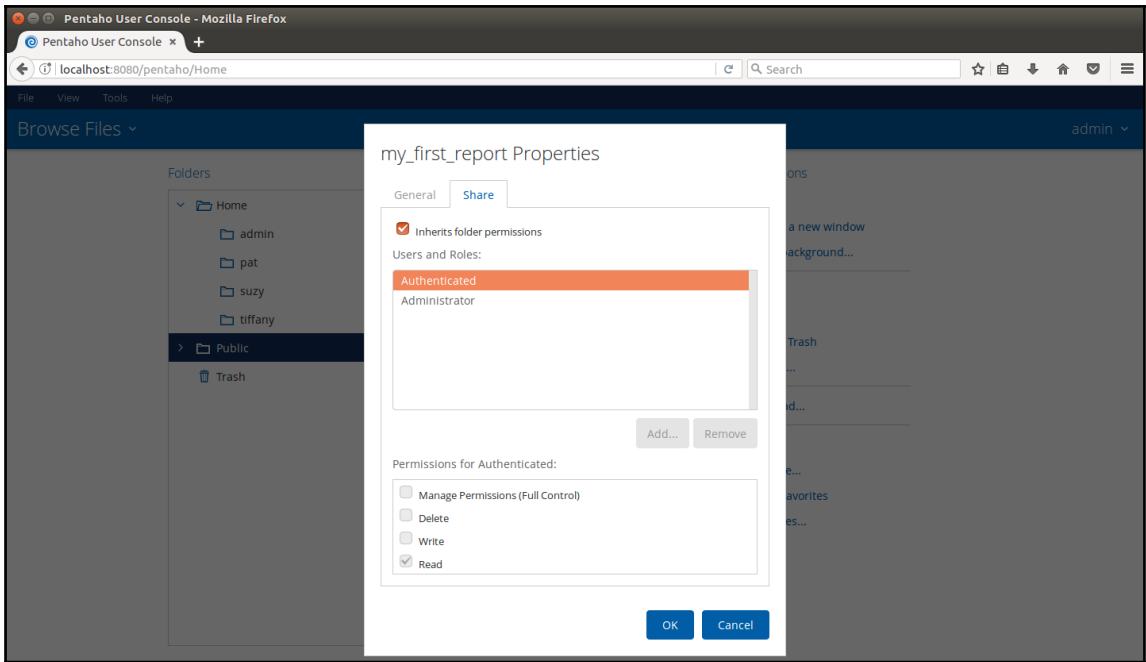 Pentaho User Console - Mozilla Firefox
Pentaho User Console × +
localhost:8080/pentaho/Home Search
File View Tools Help
Browse Files admin
my_first_report Properties
Folders ons
General Share
Home
Inherits folder permissions
a new window
admin
Users and Roles:
ackground...
pat
Authenticated
suzy
Administrator
tiffany
Public
Trash
Trash
...
ad...
Add... Remove
Permissions for Authenticated:
e...
Manage Permissions (Full Control)
avorites
Delete
es...
Write
Read
OK Cancel